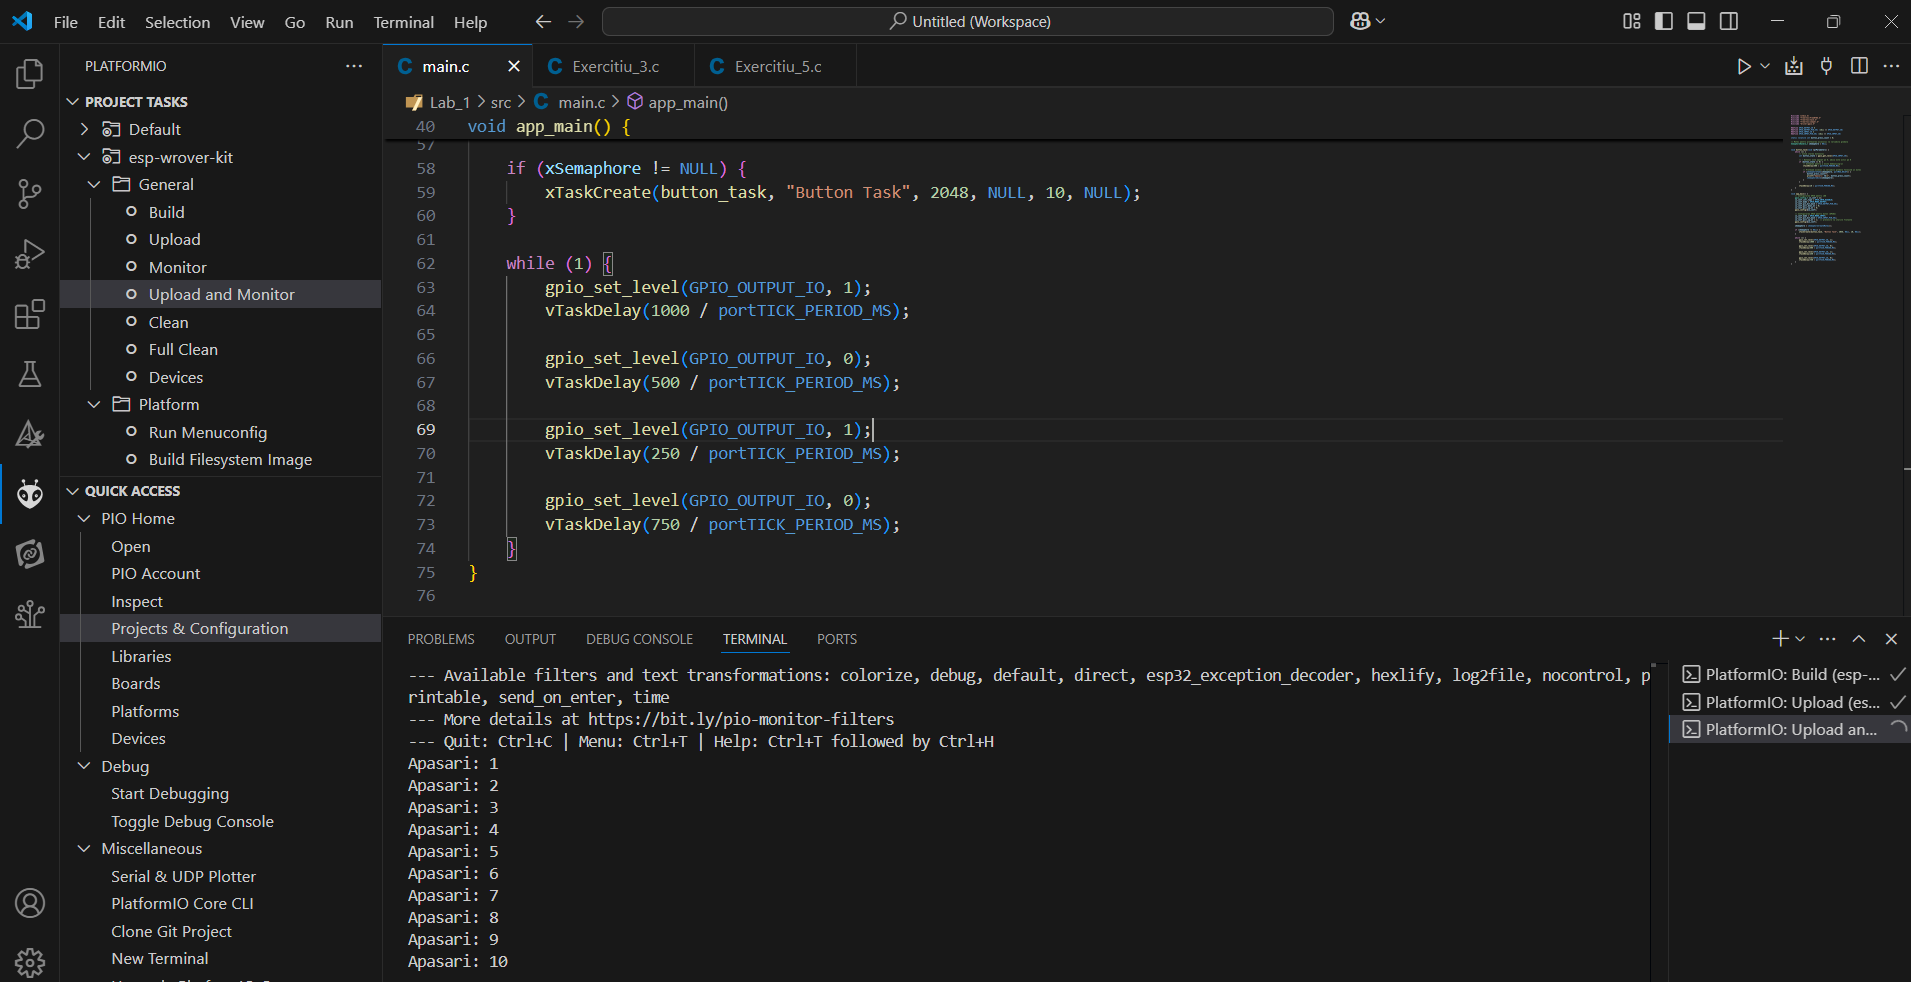 File Edit Selection View Go Run Terminal Help
Untitled (Workspace)
PLATFORMIO
PROJECT TASKS
Default
esp-wrover-kit
General
Build
Upload
Monitor
Upload and Monitor
Clean
Full Clean
Devices
Platform
Run Menuconfig
Build Filesystem Image
QUICK ACCESS
PIO Home
Open
PIO Account
Inspect
Projects & Configuration
Libraries
Boards
Platforms
Devices
Debug
Start Debugging
Toggle Debug Console
Miscellaneous
Serial & UDP Plotter
PlatformIO Core CLI
Clone Git Project
New Terminal
main.c Exercitiu_3.c Exercitiu_5.c
Lab_1 > src > main.c > app_main()
40 void app_main() {
57
58 if (xSemaphore != NULL) {
59 xTaskCreate(button_task, "Button Task", 2048, NULL, 10, NULL);
60 }
61
62 while (1) {
63 gpio_set_level(GPIO_OUTPUT_IO, 1);
64 vTaskDelay(1000 / portTICK_PERIOD_MS);
65
66 gpio_set_level(GPIO_OUTPUT_IO, 0);
67 vTaskDelay(500 / portTICK_PERIOD_MS);
68
69 gpio_set_level(GPIO_OUTPUT_IO, 1);
70 vTaskDelay(250 / portTICK_PERIOD_MS);
71
72 gpio_set_level(GPIO_OUTPUT_IO, 0);
73 vTaskDelay(750 / portTICK_PERIOD_MS);
74 }
75 }
76
PROBLEMS OUTPUT DEBUG CONSOLE TERMINAL PORTS
--- Available filters and text transformations: colorize, debug, default, direct, esp32_exception_decoder, hexlify, log2file, nocontrol, p
rintable, send_on_enter, time
--- More details at https://bit.ly/pio-monitor-filters
--- Quit: Ctrl+C | Menu: Ctrl+T | Help: Ctrl+T followed by Ctrl+H
Apasari: 1
Apasari: 2
Apasari: 3
Apasari: 4
Apasari: 5
Apasari: 6
Apasari: 7
Apasari: 8
Apasari: 9
Apasari: 10
PlatformIO: Build (esp-...
PlatformIO: Upload (es...
PlatformIO: Upload an...